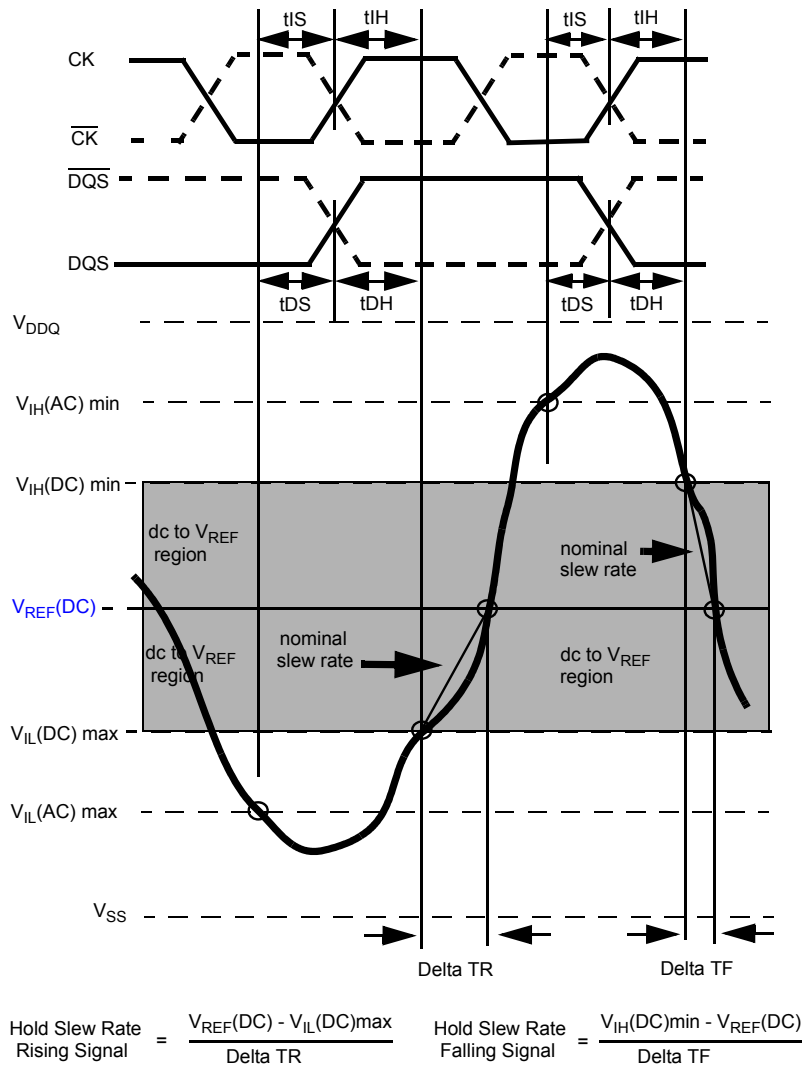 tIS tIH tIS tIH
CK
CK
DQS
DQS
tDS tDH tDS tDH
VDDQ
VIH(AC) min
VIH(DC) min
dc to VREF
region
nominal
slew rate
VREF(DC)
dc to VREF
region
nominal
slew rate
dc to VREF
region
VIL(DC) max
VIL(AC) max
VSS
Delta TR Delta TF
Hold Slew Rate
Rising Signal = VREF(DC) - VIL(DC)max
Delta TR
Hold Slew Rate
Falling Signal = VIH(DC)min - VREF(DC)
Delta TF